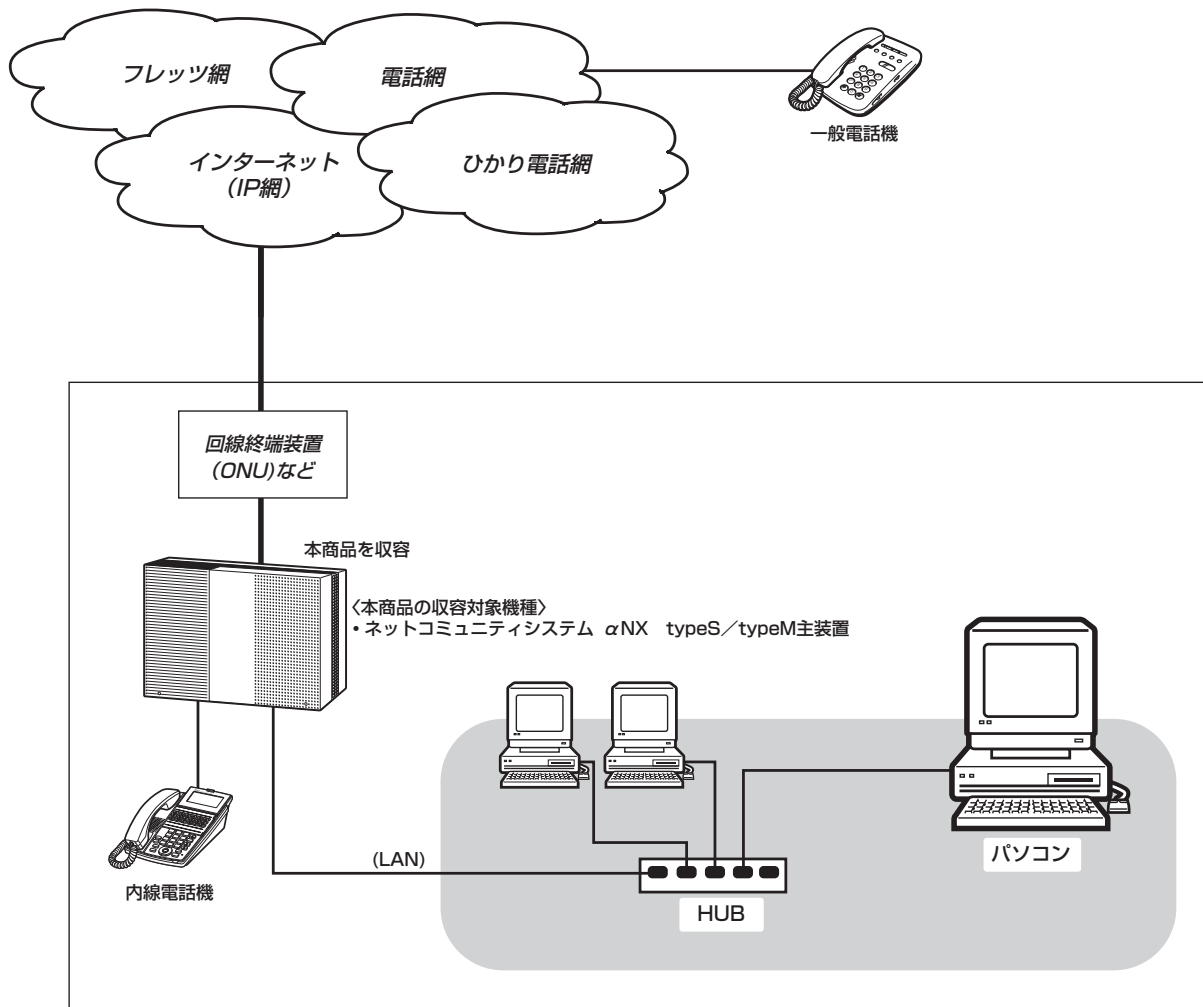 フレッツ網
電話網
一般電話機
インターネット
(IP網)
ひかり電話網
回線終端装置
(ONU)など
本商品を収容
〈本商品の収容対象機種〉
・ネットコミュニティシステム αNX typeS/typeM主装置
(LAN)
パソコン
内線電話機
HUB